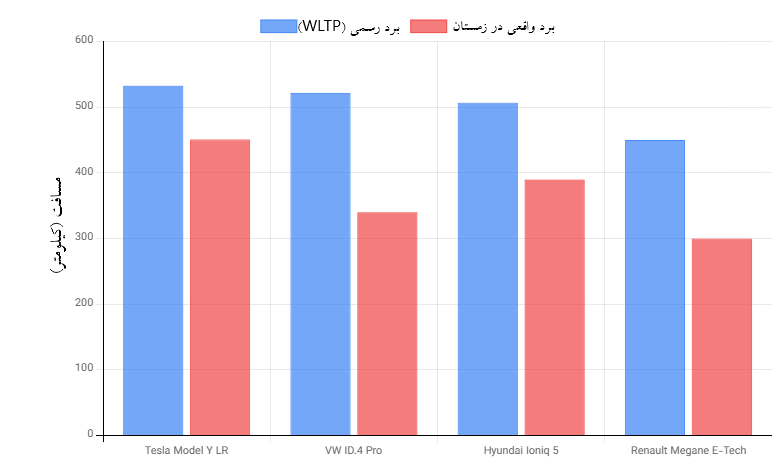 برد رسمی (WLTP)
برد واقعی در زمستان
مسافت (کیلومتر)
600
500
400
300
200
100
0
Tesla Model Y LR
VW ID.4 Pro
Hyundai Ioniq 5
Renault Megane E-Tech